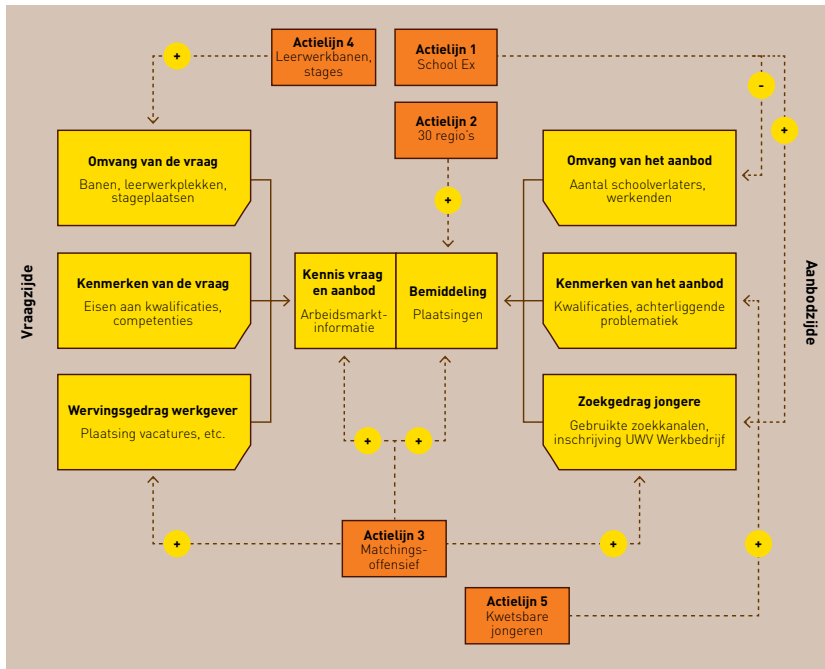 Actielijn 4
Leerwerkbanen,
stages
Actielijn 1
School Ex
+
-
Actielijn 2
30 regio's
+
Omvang van de vraag
Banen, leerwerkplekken,
stageplaatsen
Omvang van het aanbod
Aantal schoolverlaters,
werkenden
+
Vraagzijde
Kenmerken van de vraag
Eisen aan kwalificaties,
competenties
Kennis vraag
en aanbod
Arbeidsmarkt-
informatie
Bemiddeling
Plaatsingen
Kenmerken van het aanbod
Kwalificaties, achterliggende
problematiek
Aanbodzijde
Wervingsgedrag werkgever
Plaatsing vacatures, etc.
Zoekgedrag jongere
Gebruikte zoekkanalen,
inschrijving UWV Werkbedrijf
+
+
Actielijn 3
Matchings-
offensief
+
+
+
Actielijn 5
Kwetsbare
jongeren